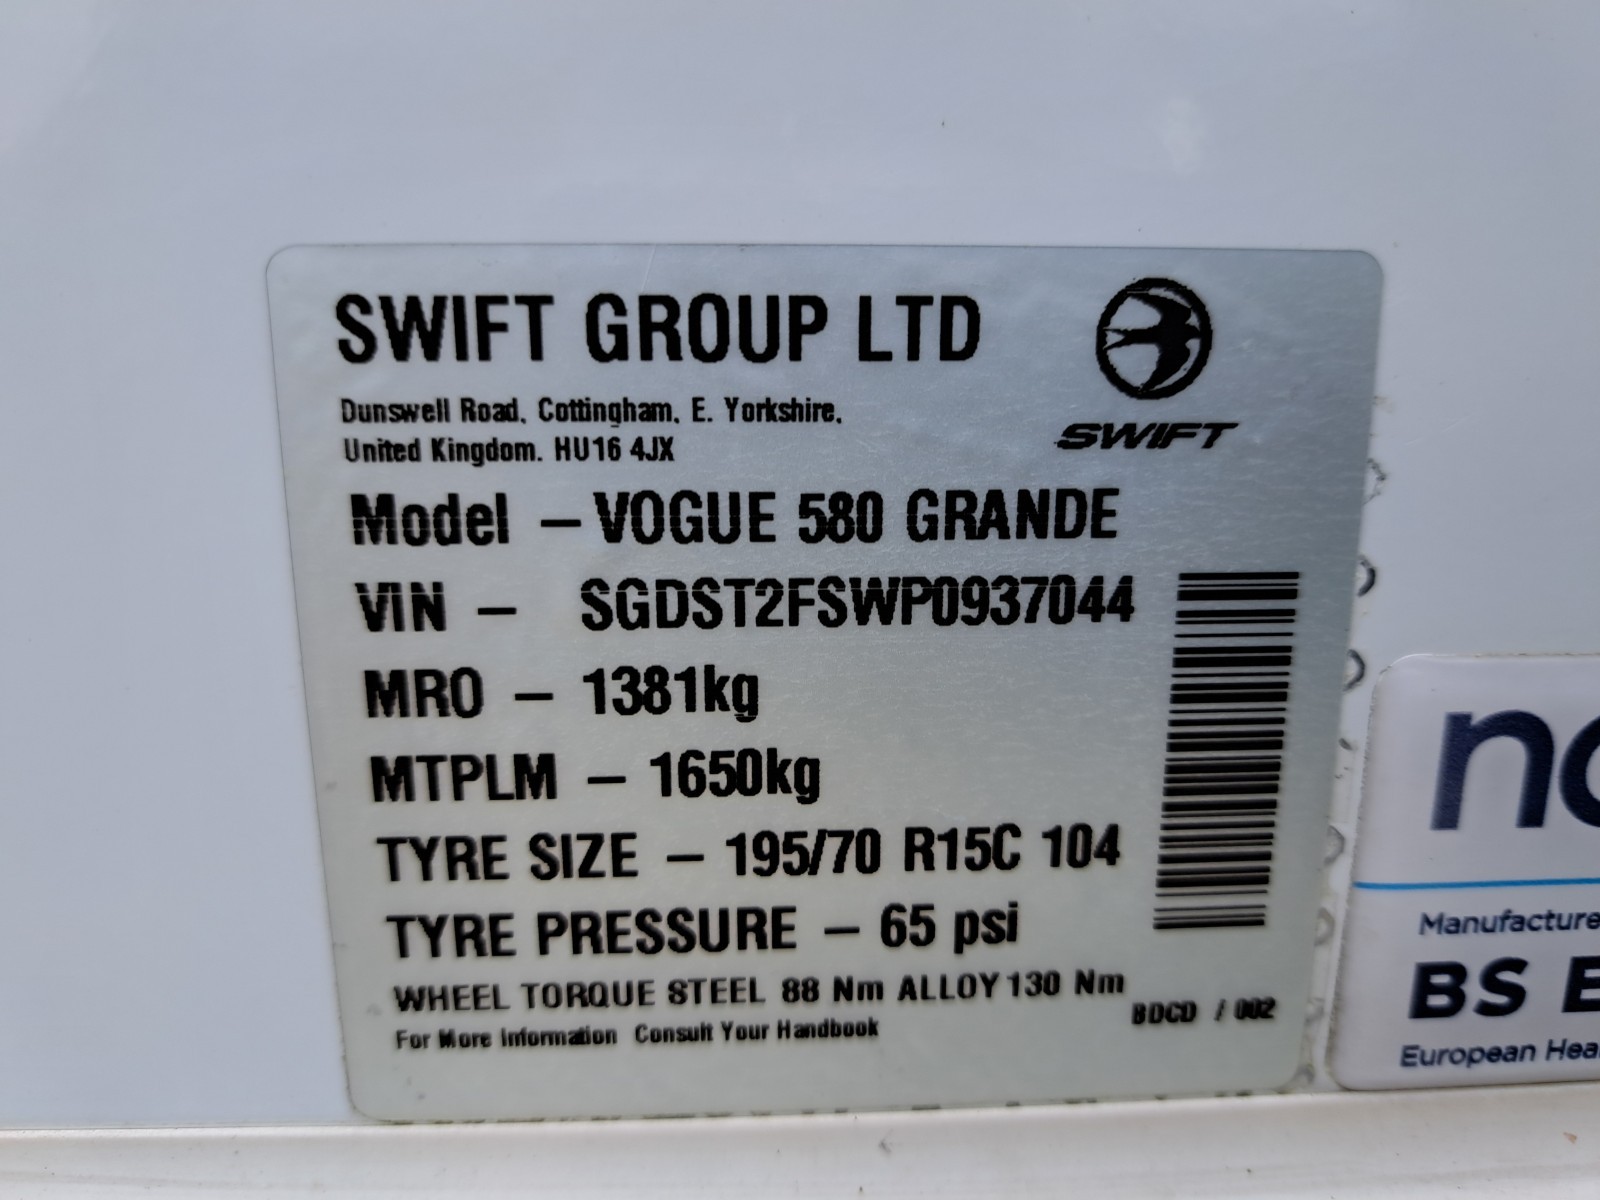 SWIFT GROUP LTD
Dunswell Road, Cottingham, E. Yorkshire,
United Kingdom. HU16 4JX
SWIFT
Model – VOGUE 580 GRANDE
VIN – SGDST2FSWP0937044
MRO – 1381kg
MTPLM – 1650kg
TYRE SIZE – 195/70 R15C 104
TYRE PRESSURE – 65 psi
WHEEL TORQUE STEEL 88 Nm ALLOY 130 Nm
BDCD / 002
For More Information Consult Your Handbook
BS
European